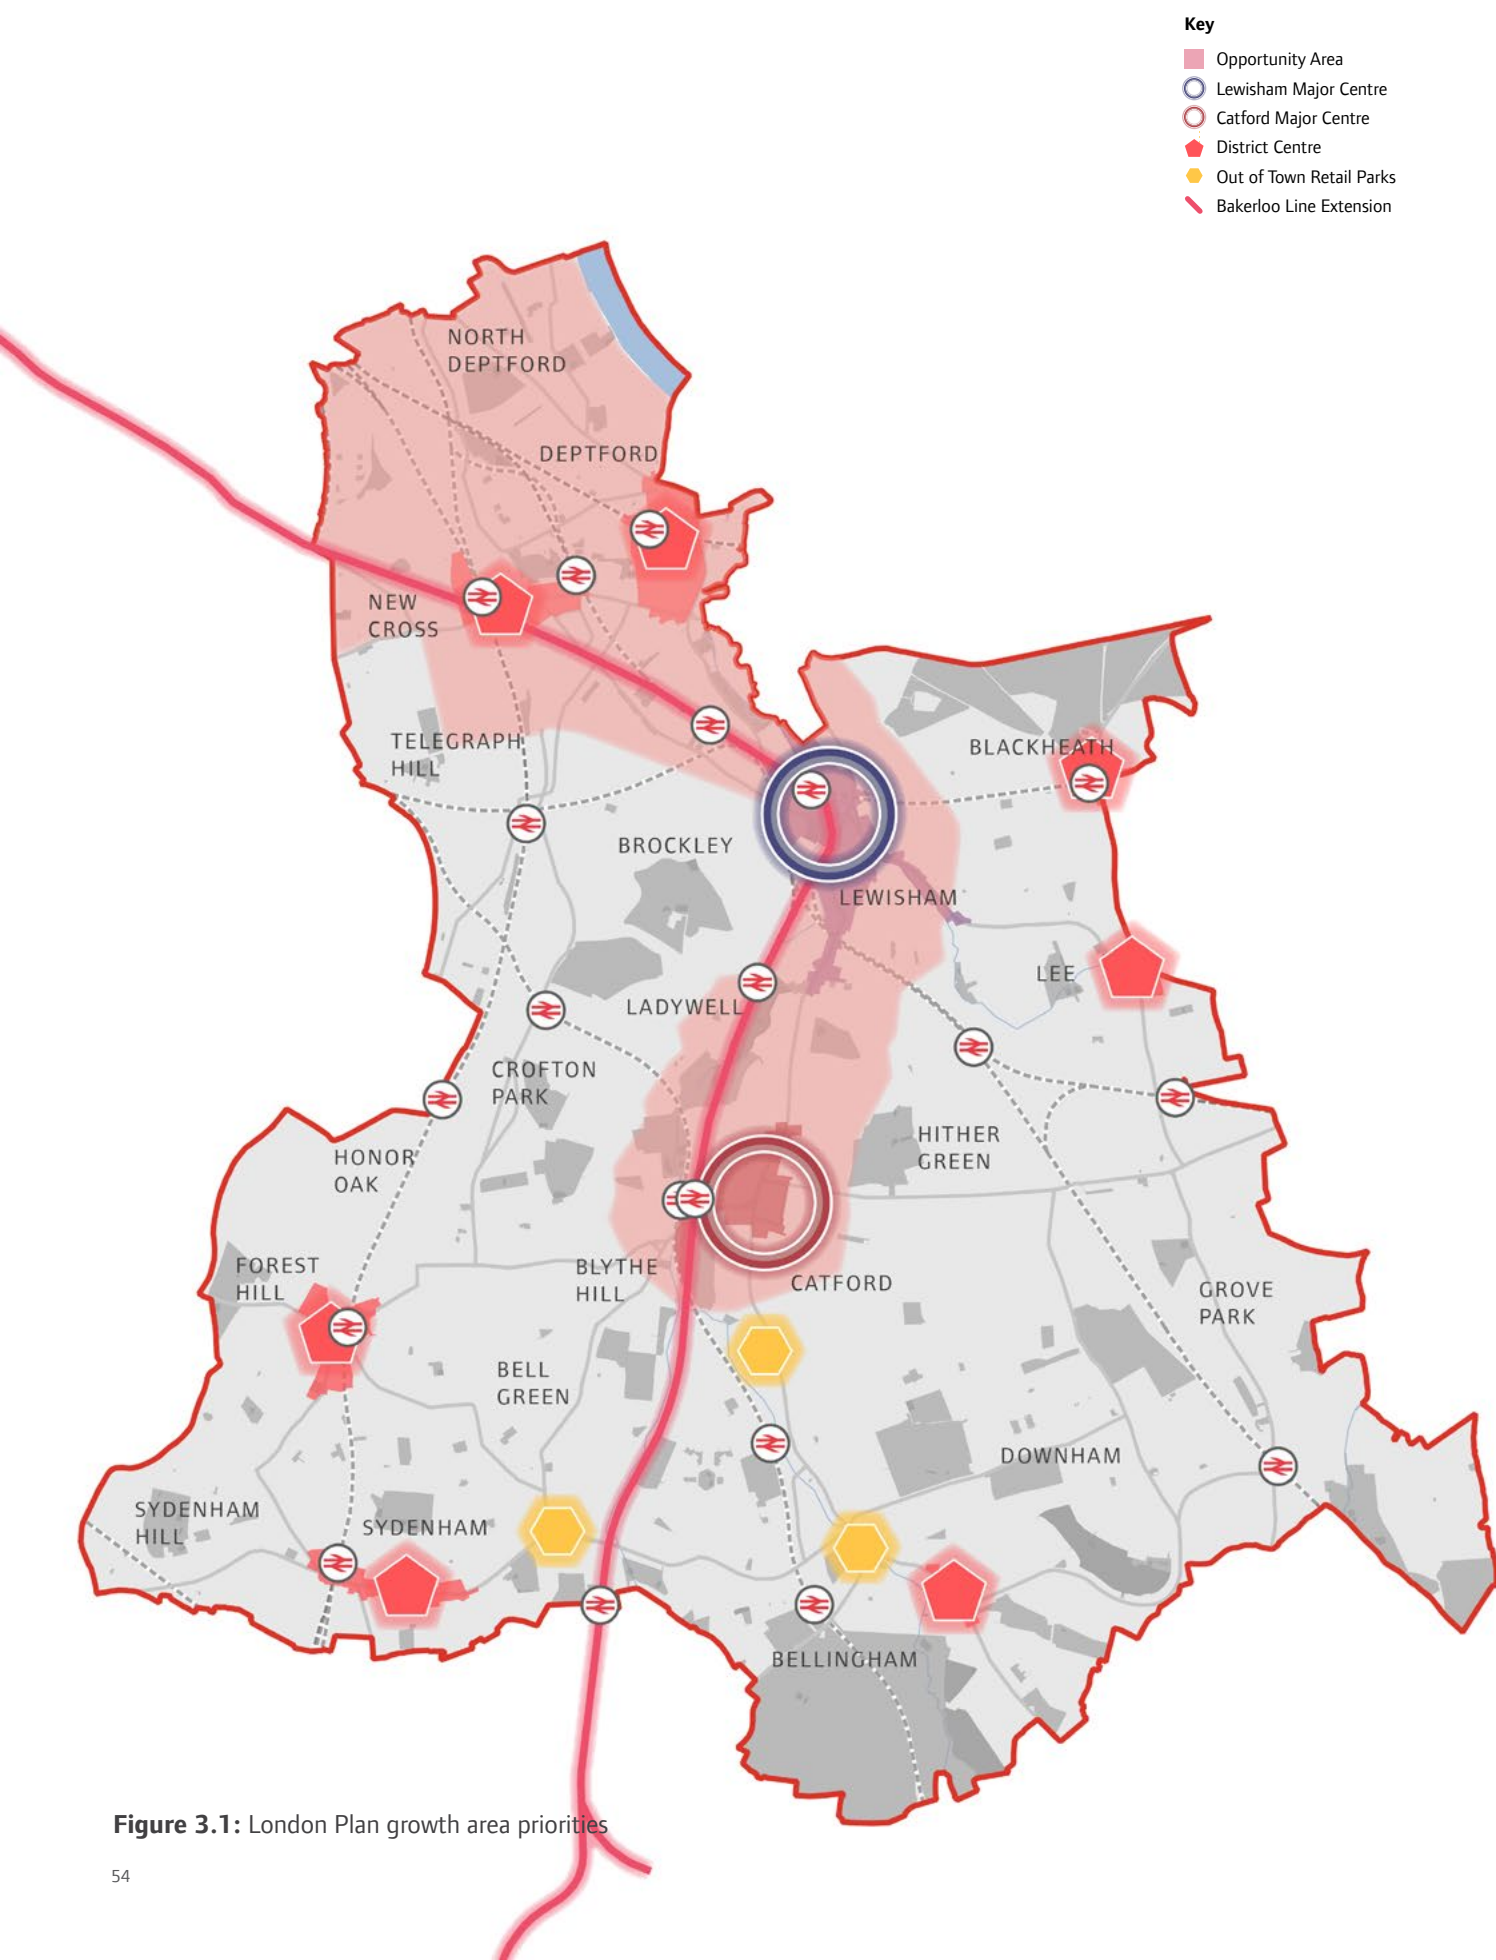 Key
Opportunity Area
Lewisham Major Centre
Catford Major Centre
District Centre
Out of Town Retail Parks
Bakerloo Line Extension
NORTH
DEPTFORD
DEPTFORD
NEW
CROSS
TELEGRAPH
HILL
BLACKHEATH
BROCKLEY
LEWISHAM
LEE
LADYWELL
CROFTON
PARK
HITHER
GREEN
HONOR
OAK
FOREST
HILL
BLYTHE
HILL
CATFORD
GROVE
PARK
BELL
GREEN
DOWNHAM
SYDENHAM
HILL
SYDENHAM
BELLINGHAM
Figure 3.1: London Plan growth area priorities
54